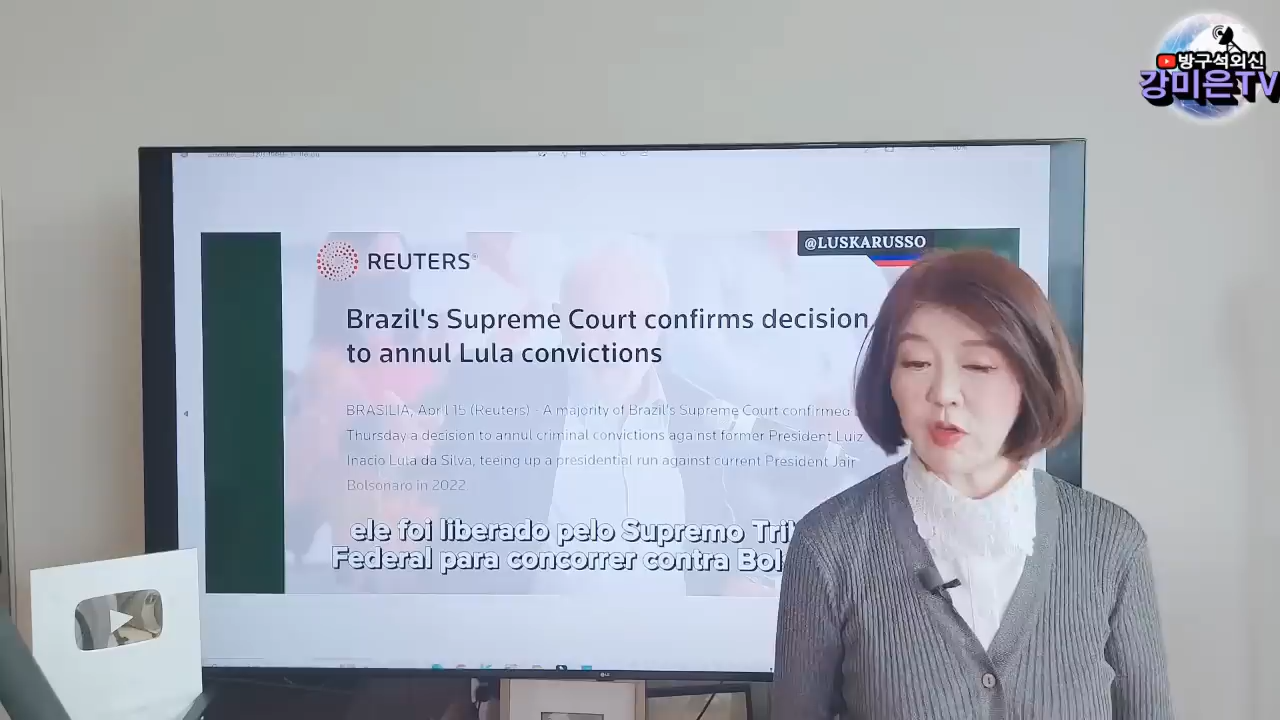 방구석외신
강미은TV
@LUSKARUSSO
REUTERS
Brazil's Supreme Court confirms decision
to annul Lula convictions
BRASILIA, April 15 (Reuters) - A majority of Brazil's Supreme Court confirmed
Thursday a decision to annul criminal convictions against former President Luiz
Inacio Lula da Silva, teeing up a presidential run against current President Jair
Bolsonaro in 2022.
ele foi liberado pelo Supremo
Federal para concorrer contra
LG